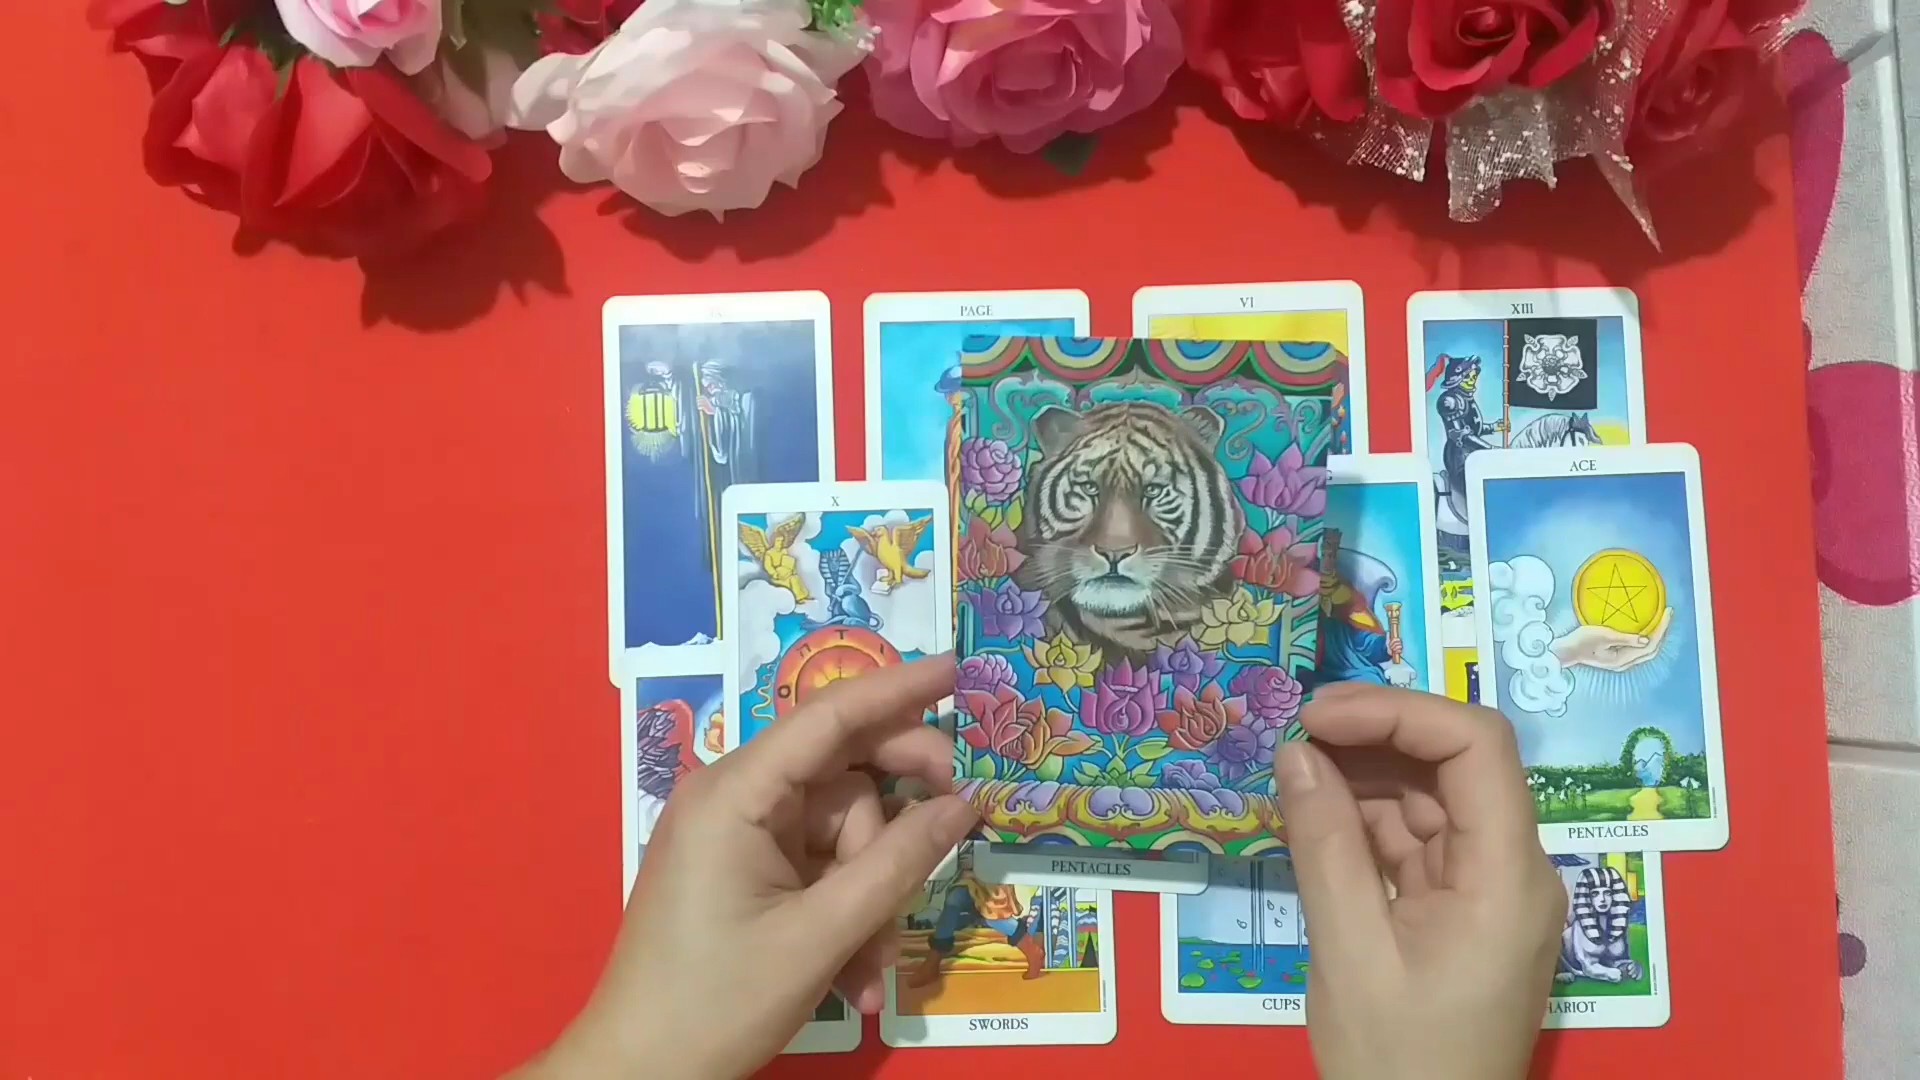 PAGE
VI
XIII
ACE
X
T
PENTACLES
PENTACLES
CUPS
HARIOT
SWORDS